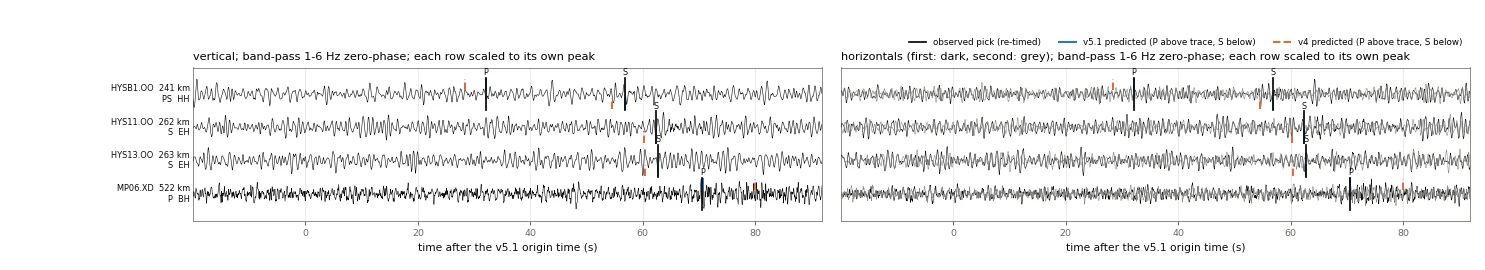 observed pick (re-timed) v5.1 predicted (P above trace, S below) v4 predicted (P above trace, S below)
vertical; band-pass 1-6 Hz zero-phase; each row scaled to its own peak
horizontals (first: dark, second: grey); band-pass 1-6 Hz zero-phase; each row scaled to its own peak
HYSB1.OO 241 km
PS HH
HYS11.OO 262 km
S EH
HYS13.OO 263 km
S EH
MP06.XD 522 km
P BH
P S
S
S
P
P S
S
S
P
0 20 40 60 80
0 20 40 60 80
time after the v5.1 origin time (s)
time after the v5.1 origin time (s)